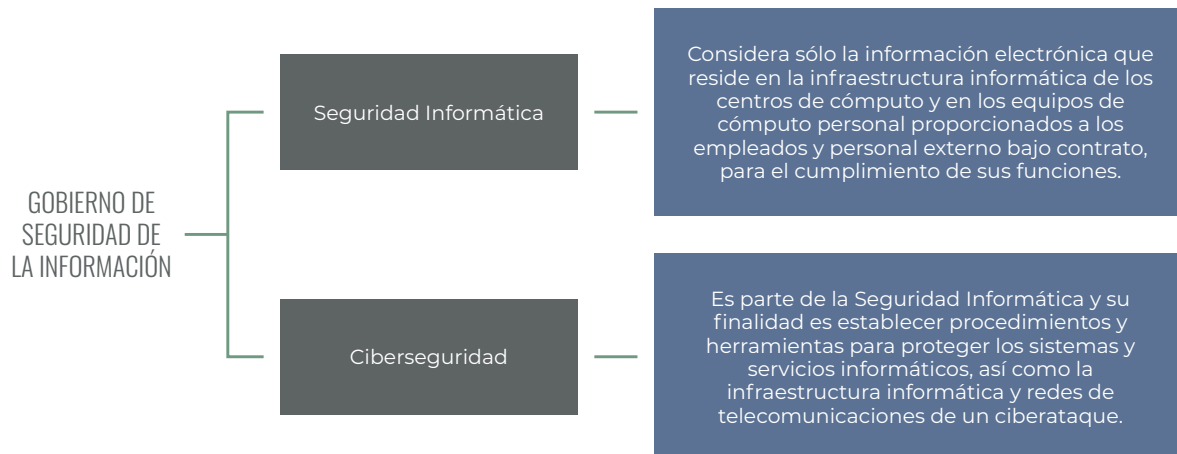 GOBIERNO DE
SEGURIDAD DE
LA INFORMACIÓN
Seguridad Informática
Considera sólo la información electrónica que
reside en la infraestructura informática de los
centros de cómputo y en los equipos de
cómputo personal proporcionados a los
empleados y personal externo bajo contrato,
para el cumplimiento de sus funciones.
Ciberseguridad
Es parte de la Seguridad Informática y su
finalidad es establecer procedimientos y
herramientas para proteger los sistemas y
servicios informáticos, así como la
infraestructura informática y redes de
telecomunicaciones de un ciberataque.